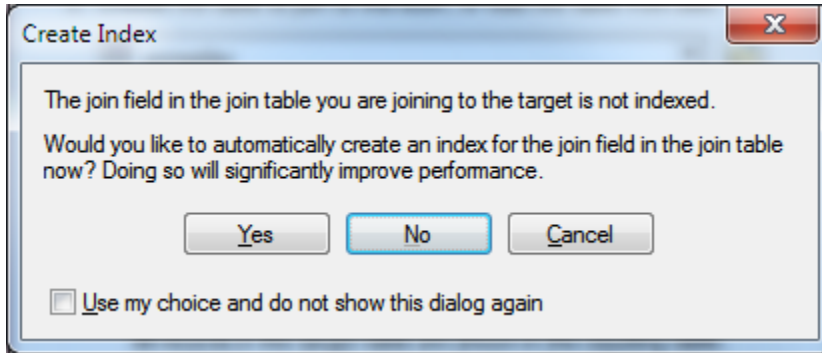 Create Index
The join field in the join table you are joining to the target is not indexed.
Would you like to automatically create an index for the join field in the join table
now? Doing so will significantly improve performance.
Yes No Cancel
Use my choice and do not show this dialog again